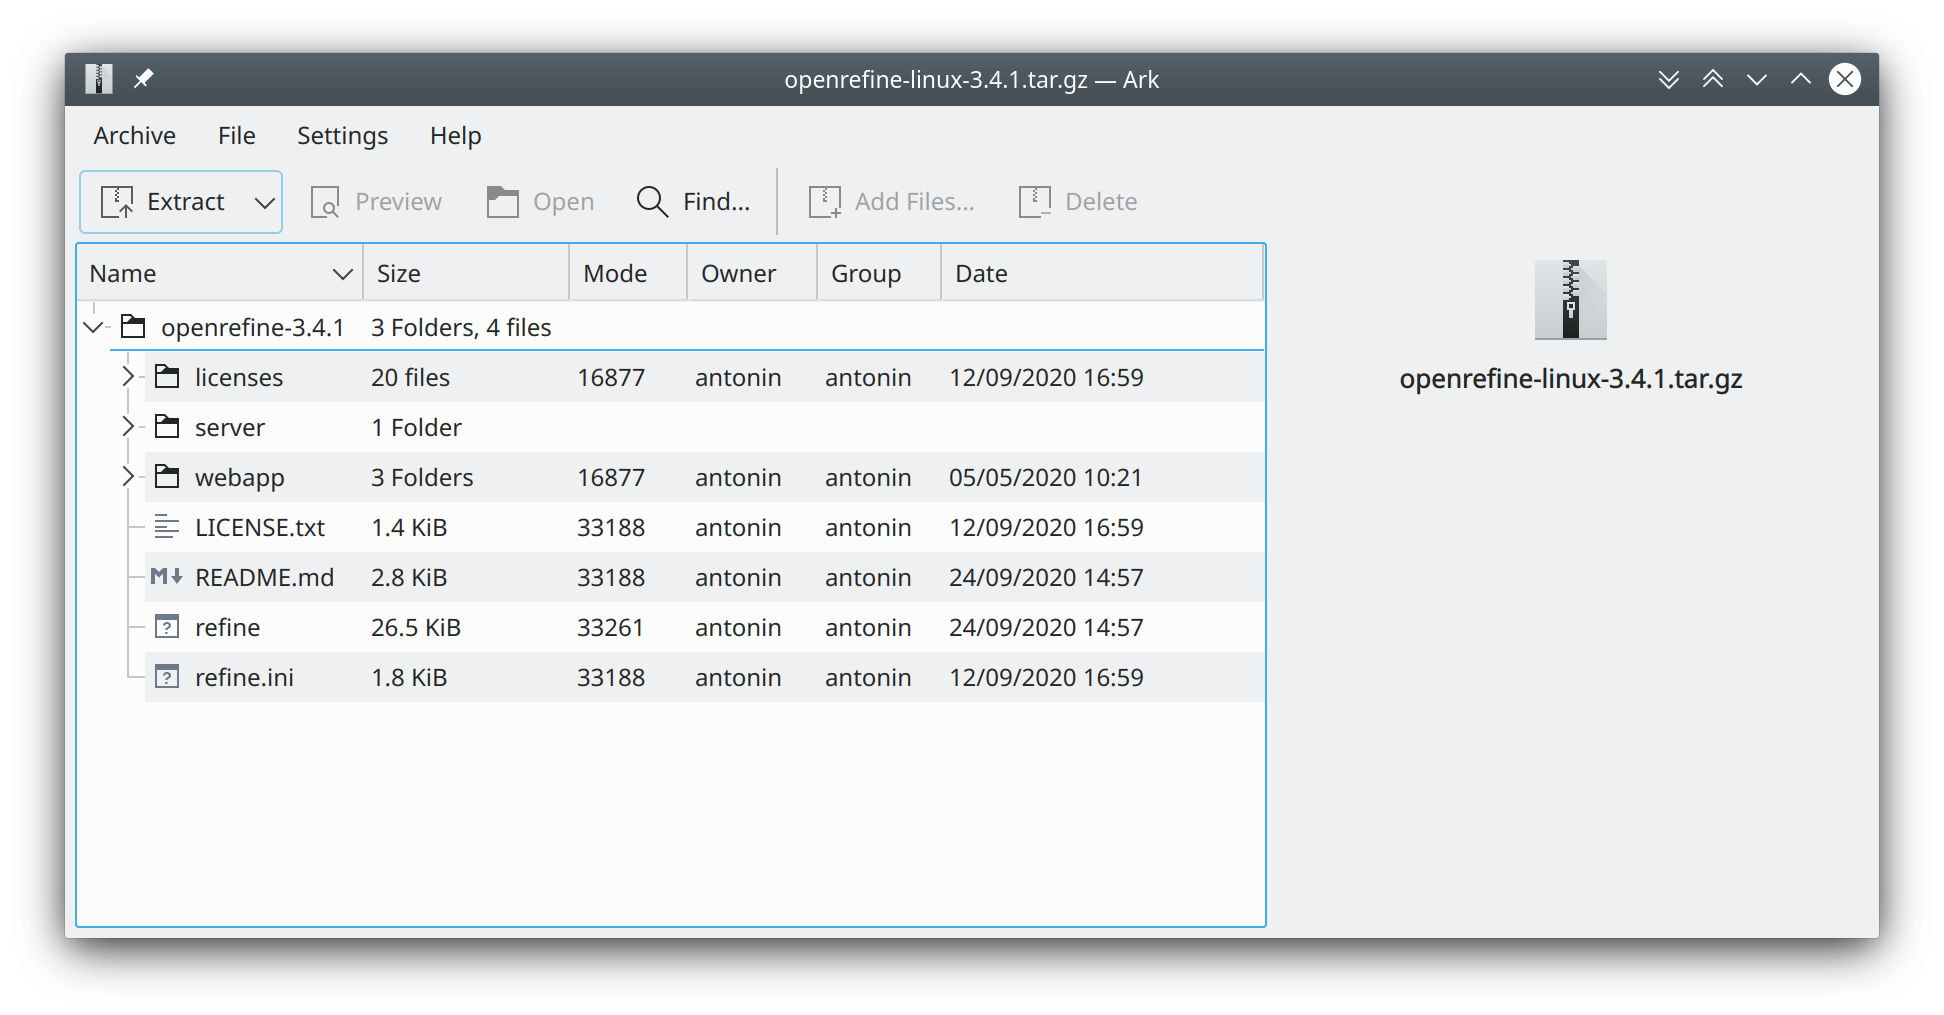 openrefine-linux-3.4.1.tar.gz — Ark
Archive File Settings Help
Extract Preview Open Find... Add Files... Delete
Name Size Mode Owner Group Date
openrefine-3.4.1 3 Folders, 4 files
licenses 20 files 16877 antonin antonin 12/09/2020 16:59
server 1 Folder
webapp 3 Folders 16877 antonin antonin 05/05/2020 10:21
LICENSE.txt 1.4 KiB 33188 antonin antonin 12/09/2020 16:59
README.md 2.8 KiB 33188 antonin antonin 24/09/2020 14:57
refine 26.5 KiB 33261 antonin antonin 24/09/2020 14:57
refine.ini 1.8 KiB 33188 antonin antonin 12/09/2020 16:59
openrefine-linux-3.4.1.tar.gz